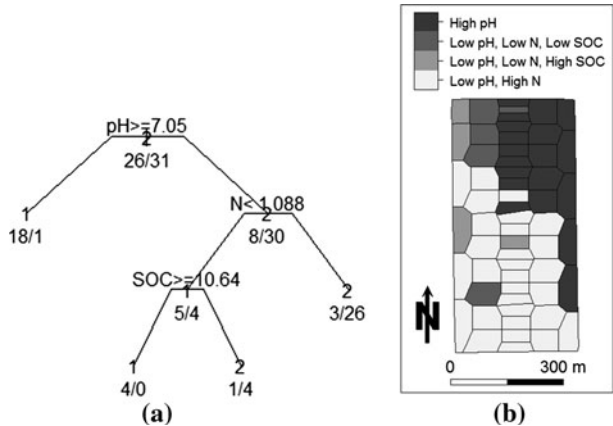 pH>=7.05
2
26/31
1
18/1
N< 1.088
2
8/30
SOC>=10.64
1
5/4
2
3/26
1
4/0
2
1/4
(a)
High pH
Low pH, Low N, Low SOC
Low pH, Low N, High SOC
Low pH, High N
N
0 300 m
(b)